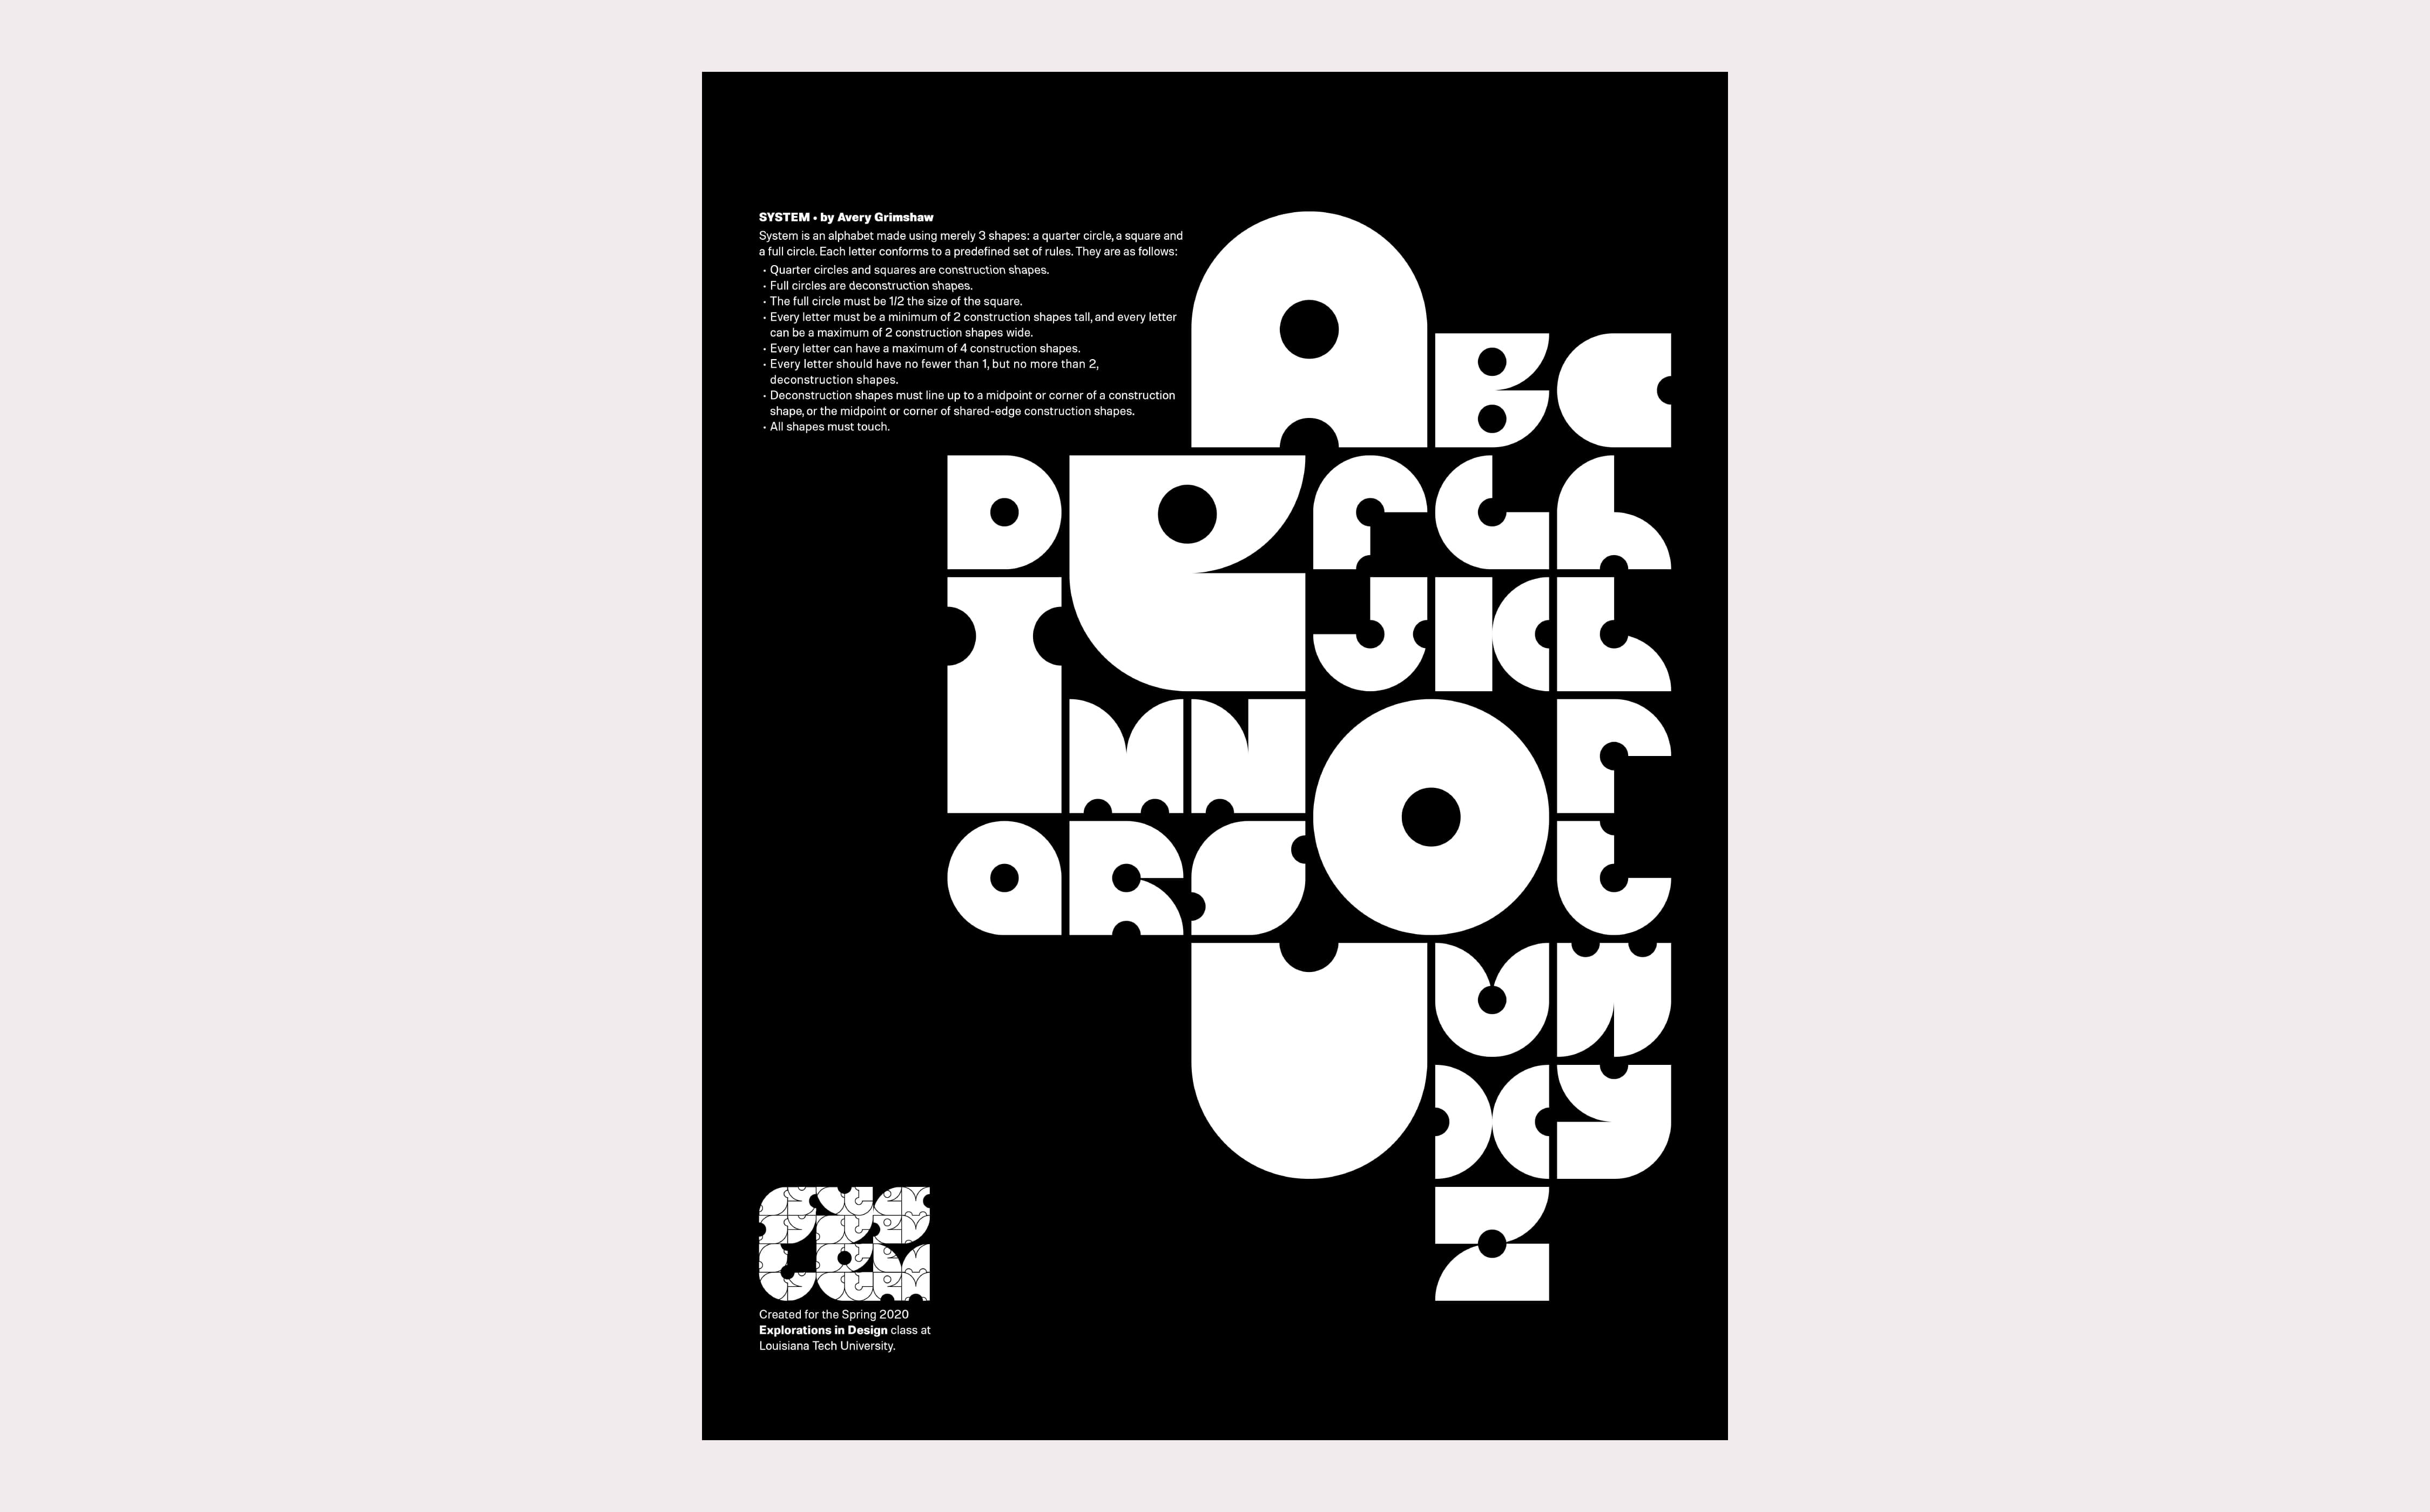 SYSTEM • by Avery Grimshaw
System is an alphabet made using merely 3 shapes: a quarter circle, a square and
a full circle. Each letter conforms to a predefined set of rules. They are as follows:
• Quarter circles and squares are construction shapes.
• Full circles are deconstruction shapes.
• The full circle must be 1/2 the size of the square.
• Every letter must be a minimum of 2 construction shapes tall, and every letter
can be a maximum of 2 construction shapes wide.
• Every letter can have a maximum of 4 construction shapes.
• Every letter should have no fewer than 1, but no more than 2,
deconstruction shapes.
• Deconstruction shapes must line up to a midpoint or corner of a construction
shape, or the midpoint or corner of shared-edge construction shapes.
• All shapes must touch.
A B C
D e f G h
I J K L
M N O P
Q R S t
U V W
X y
Z
Created for the Spring 2020
Explorations in Design class at
Louisiana Tech University.